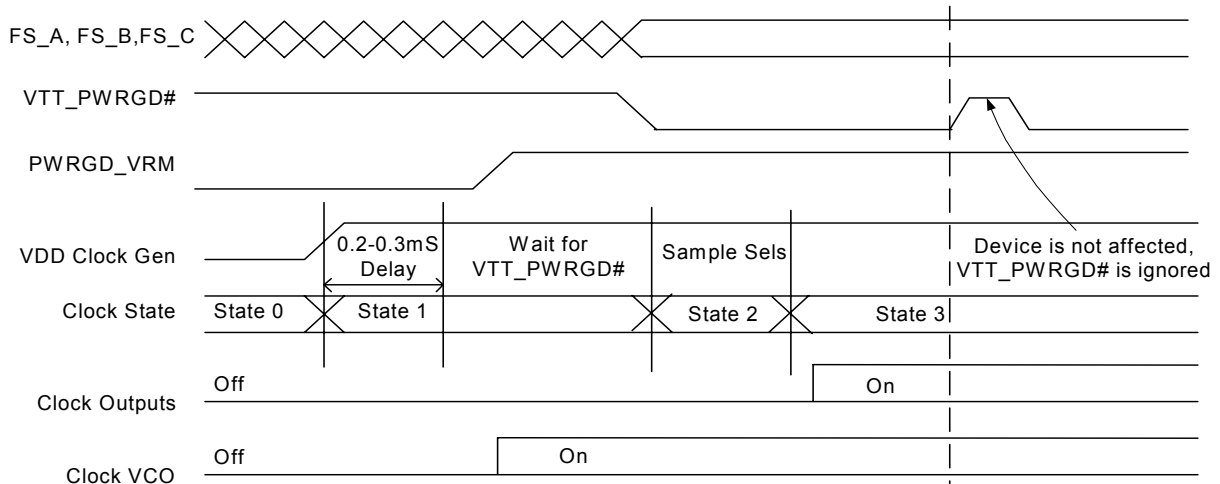 FS_A, FS_B,FS_C
VTT_PWRGD#
PWRGD_VRM
VDD Clock Gen
0.2-0.3mS
Delay
Wait for
VTT_PWRGD#
Sample Sels
Device is not affected,
VTT_PWRGD# is ignored
Clock State
State 0
State 1
State 2
State 3
Clock Outputs
Off
On
Clock VCO
Off
On